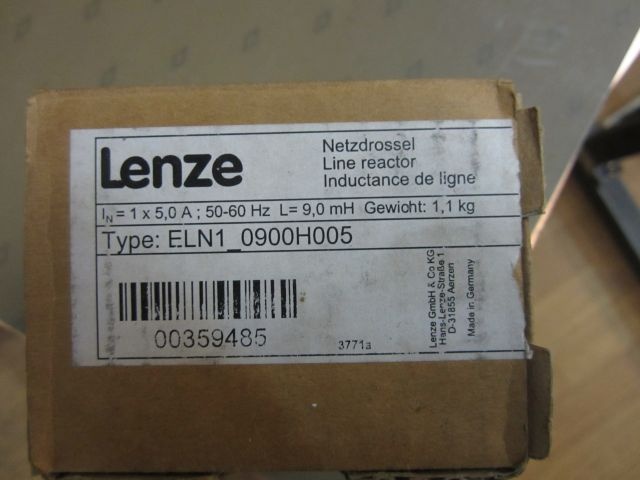 Lenze
Netzdrossel
Line reactor
Inductance de ligne
IN = 1 x 5,0 A ; 50-60 Hz L= 9,0 mH Gewicht: 1,1 kg
Type: ELN1_0900H005
00359485
3771a
Lenze GmbH & Co KG
Hans-Lenze-Straße 1
D-31855 Aerzen
Made in Germany